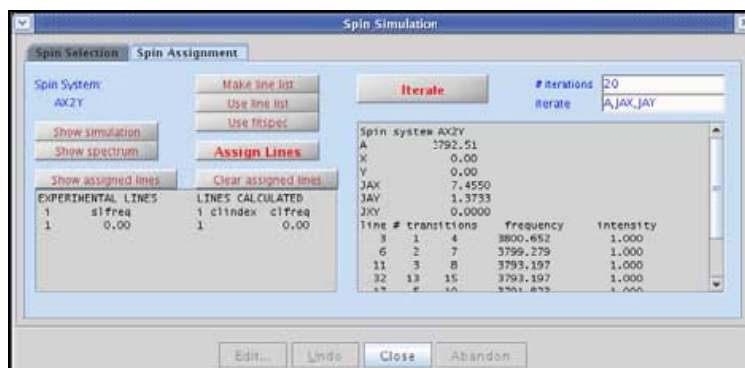 Spin Simulation
Spin Selection
Spin Assignment
Spin System:
AX2Y
Make line list
Use line list
Use fitspec
Show simulation
Show spectrum
Assign Lines
Show assigned lines
Clear assigned lines
EXPERIMENTAL LINES
i slfreq
1 0.00
LINES CALCULATED
i clindex clfreq
1 0.00
Iterate
# iterations 20
iterate A,JAX,JAY
Spin system AX2Y
A 3792.51
X 0.00
Y 0.00
JAX 7.4550
JAY 1.3733
JXY 0.0000
line # transitions frequency intensity
3 1 4 3800.652 1.000
6 2 7 3799.279 1.000
11 3 8 3793.197 1.000
32 13 15 3793.197 1.000
Edit...
Undo
Close
Abandon